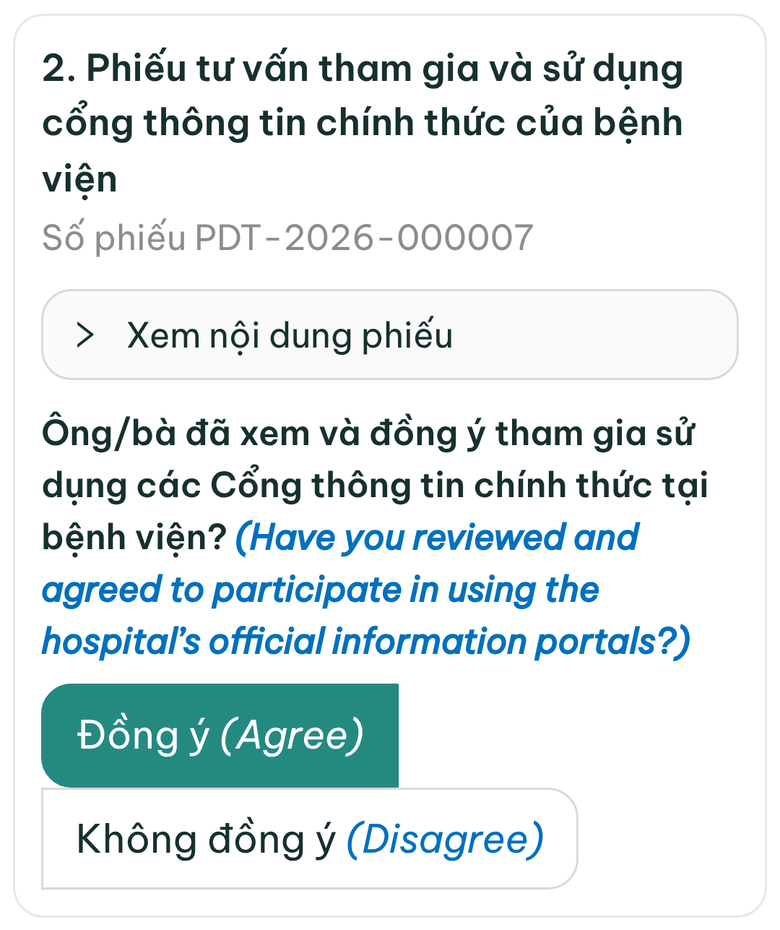 2. Phiếu tư vấn tham gia và sử dụng
cổng thông tin chính thức của bệnh
viện
Số phiếu PDT-2026-000007
> Xem nội dung phiếu
Ông/bà đã xem và đồng ý tham gia sử
dụng các Cổng thông tin chính thức tại
bệnh viện? (Have you reviewed and
agreed to participate in using the
hospital’s official information portals?)
Đồng ý (Agree)
Không đồng ý (Disagree)